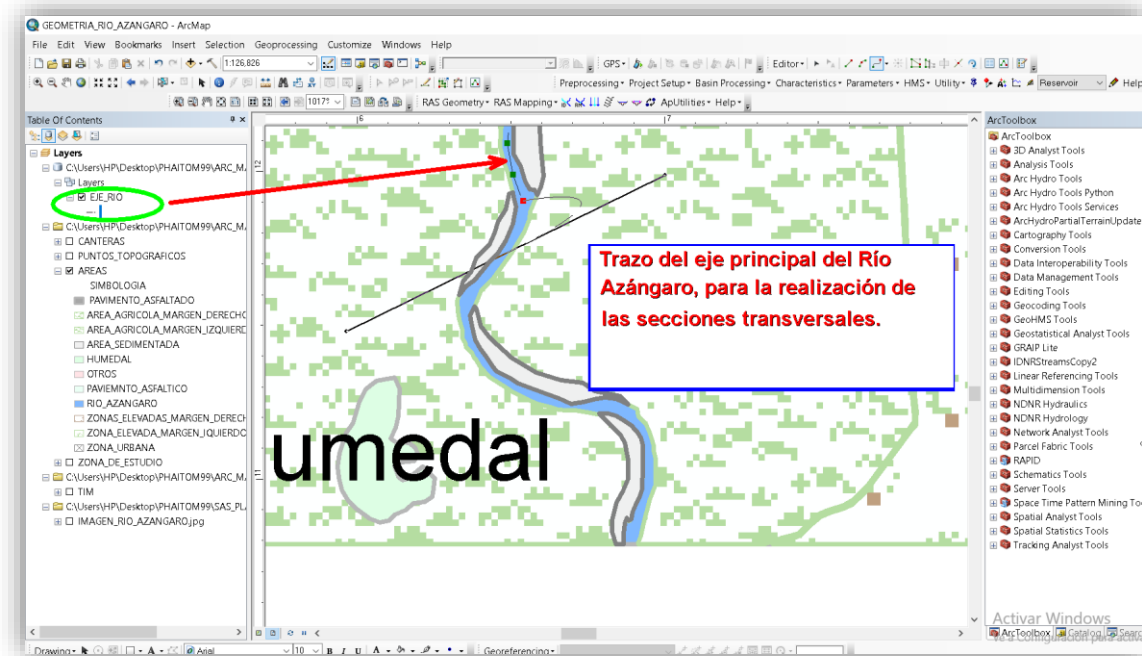 GEOMETRIA_RIO_AZANGARO - ArcMap
File Edit View Bookmarks Insert Selection Geoprocessing Customize Windows Help
1:126,826
GPS Editor
Preprocessing Project Setup Basin Processing Characteristics Parameters HMS Utility Reservoir Help
1017? RAS Geometry RAS Mapping ApUtilities Help
Table Of Contents
Layers
C:\Users\HP\Desktop\PHAITOM99\ARC_M
Layers
EJE_RIO
C:\Users\HP\Desktop\PHAITOM99\ARC_M
CANTERAS
PUNTOS_TOPOGRAFICOS
AREAS
SIMBOLOGIA
PAVIMENTO_ASFALTADO
AREA_AGRICOLA_MARGEN_DERECHO
AREA_AGRICOLA_MARGEN_IZQUIERD
AREA_SEDIMENTADA
HUMEDAL
OTROS
PAVIEMNTO_ASFALTICO
RIO_AZANGARO
ZONAS_ELEVADAS_MARGEN_DERECH
ZONA_ELEVADA_MARGEN_IQUIERDO
ZONA_URBANA
ZONA_DE_ESTUDIO
C:\Users\HP\Desktop\PHAITOM99\ARC_M
TIM
C:\Users\HP\Desktop\PHAITOM99\SAS_PL
IMAGEN_RIO_AZANGARO.jpg
6 7
12
11
Trazo del eje principal del Río
Azángaro, para la realización de
las secciones transversales.
umedal
ArcToolbox
ArcToolbox
3D Analyst Tools
Analysis Tools
Arc Hydro Tools
Arc Hydro Tools Python
Arc Hydro Tools Services
ArcHydroPartialTerrainUpdate
Cartography Tools
Conversion Tools
Data Interoperability Tools
Data Management Tools
Editing Tools
Geocoding Tools
GeoHMS Tools
Geostatistical Analyst Tools
GRAIP Lite
IDNRStreamsCopy2
Linear Referencing Tools
Multidimension Tools
NDNR Hydraulics
NDNR Hydrology
Network Analyst Tools
Parcel Fabric Tools
RAPID
Schematics Tools
Server Tools
Space Time Pattern Mining Too
Spatial Analyst Tools
Spatial Statistics Tools
Tracking Analyst Tools
Activar Windows
ArcToolbox Catalog Searc
Drawing A Arial 10 B I U A Georeferencing